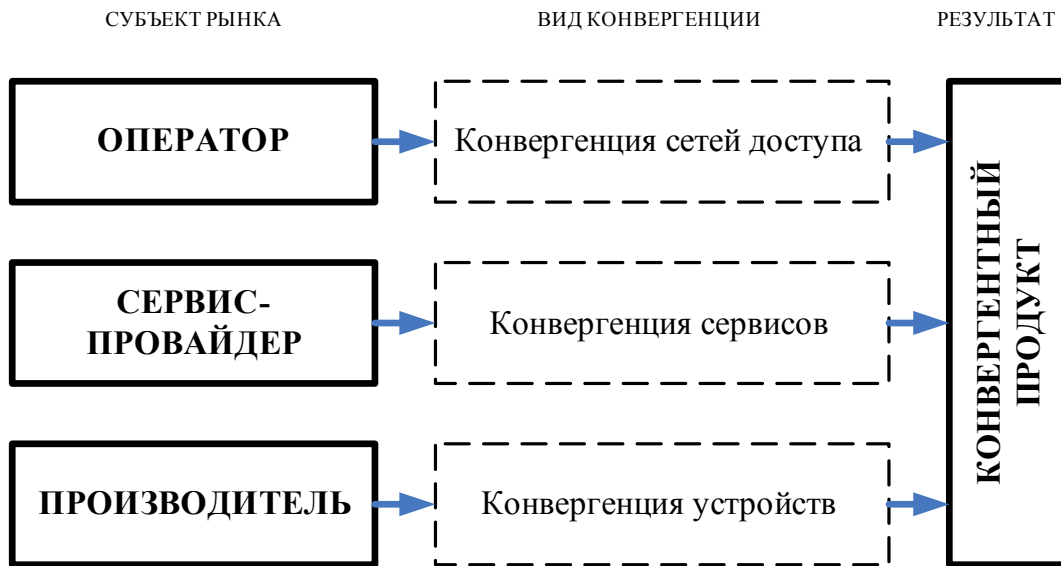 СУБЪЕКТ РЫНКА
ВИД КОНВЕРГЕНЦИИ
РЕЗУЛЬТАТ
ОПЕРАТОР
Конвергенция сетей доступа
СЕРВИС-
ПРОВАЙДЕР
Конвергенция сервисов
ПРОИЗВОДИТЕЛЬ
Конвергенция устройств
КОНВЕРГЕНТНЫЙ
ПРОДУКТ